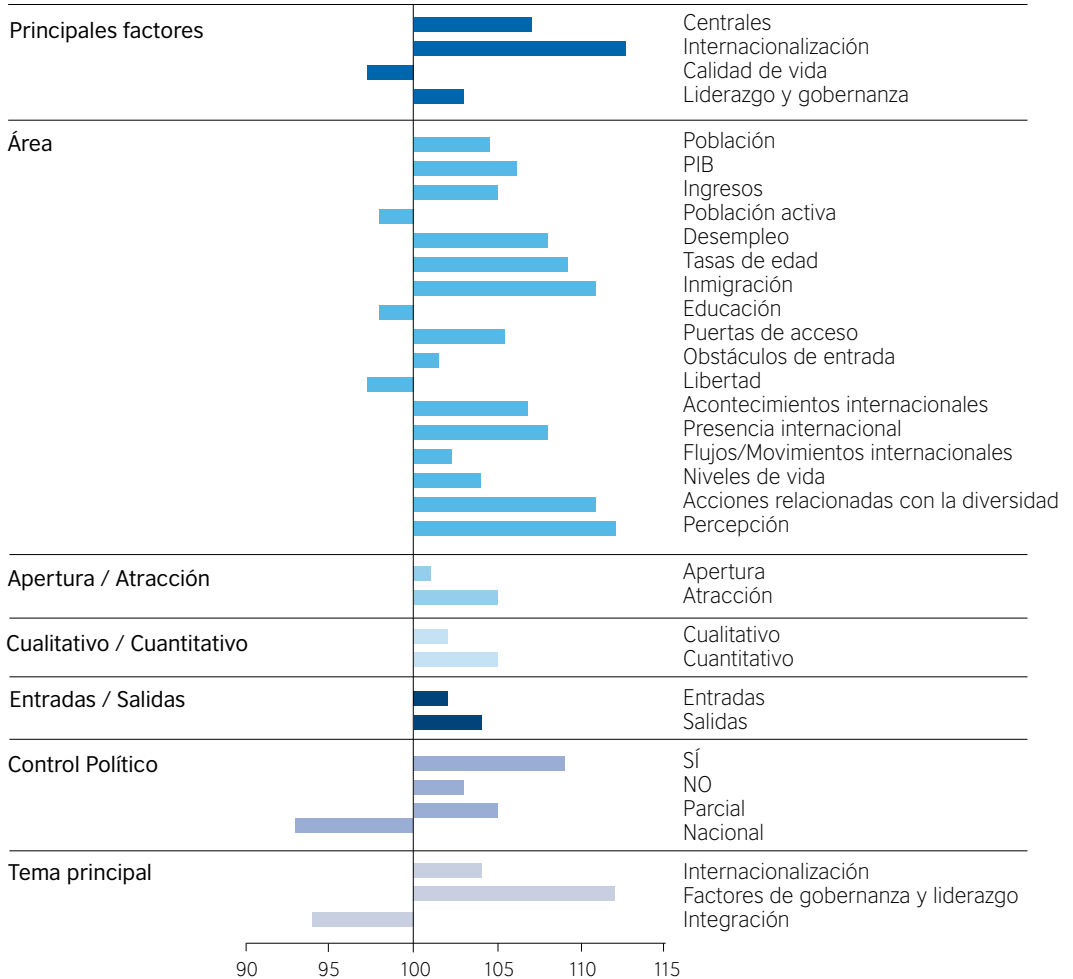 Principales factores
Centrales
Internacionalización
Calidad de vida
Liderazgo y gobernanza
Área
Población
PIB
Ingresos
Población activa
Desempleo
Tasas de edad
Inmigración
Educación
Puertas de acceso
Obstáculos de entrada
Libertad
Acontecimientos internacionales
Presencia internacional
Flujos/Movimientos internacionales
Niveles de vida
Acciones relacionadas con la diversidad
Percepción
Apertura / Atracción
Apertura
Atracción
Cualitativo / Cuantitativo
Cualitativo
Cuantitativo
Entradas / Salidas
Entradas
Salidas
Control Político
SÍ
NO
Parcial
Nacional
Tema principal
Internacionalización
Factores de gobernanza y liderazgo
Integración
90 95 100 105 110 115